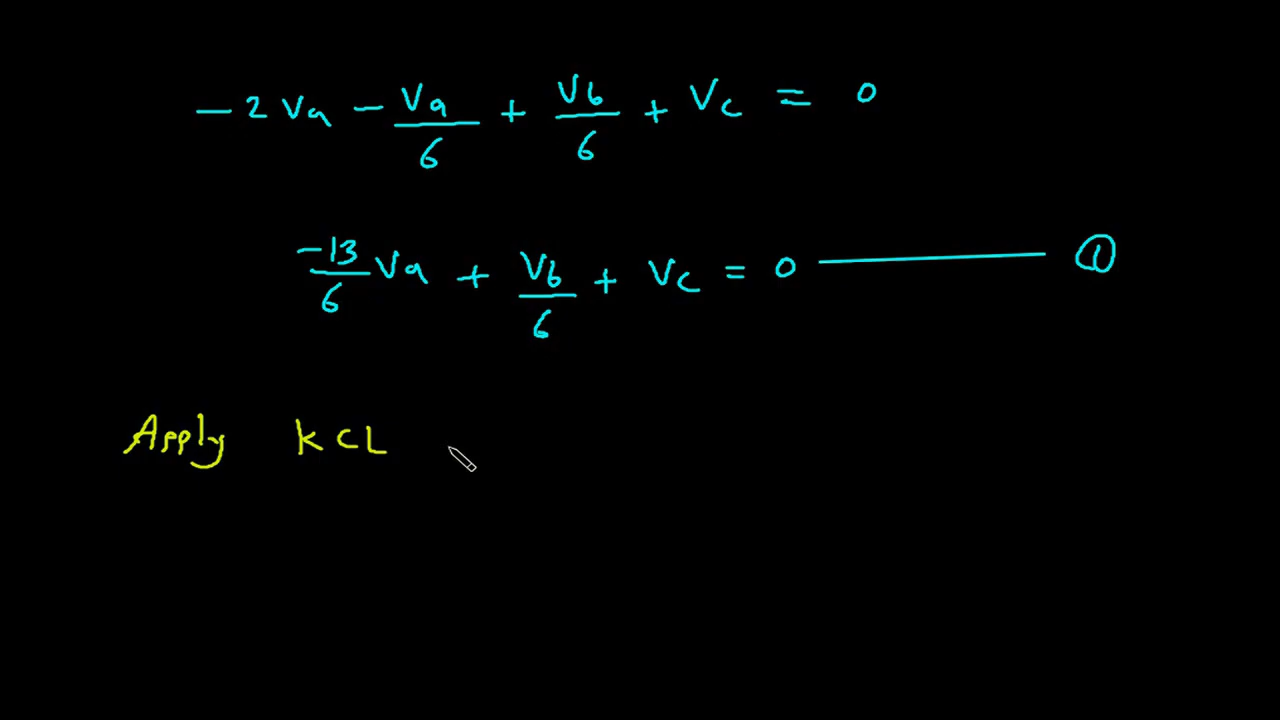 -2Va - Va/6 + Vb/6 + Vc = 0
-13/6 Va + Vb/6 + Vc = 0 —— ①
Apply KCL